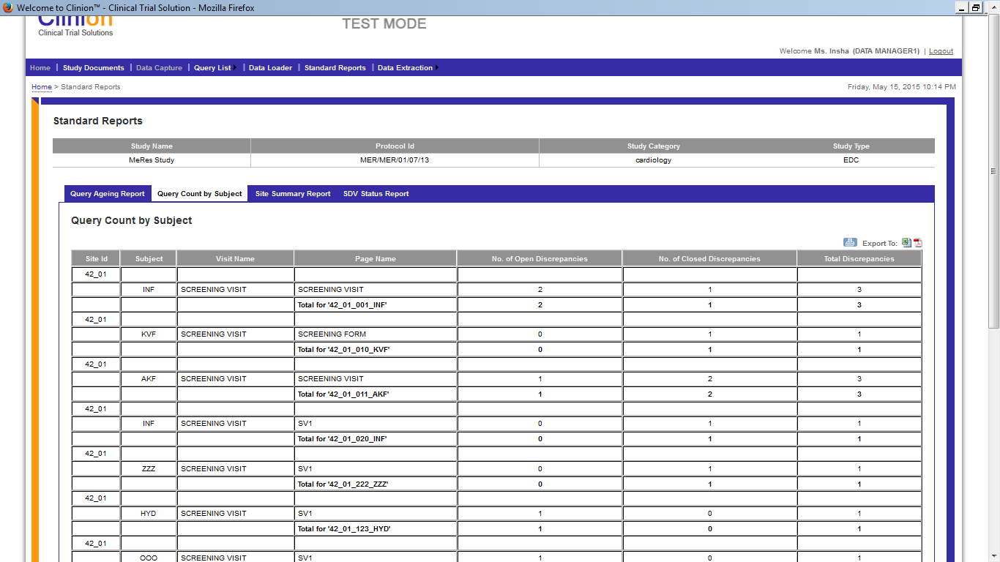 Welcome to Clinion™ - Clinical Trial Solution - Mozilla Firefox
Clinion
Clinical Trial Solutions
TEST MODE
Welcome Ms. Insha (DATA MANAGER1) | Logout
Home | Study Documents | Data Capture | Query List | Data Loader | Standard Reports | Data Extraction
Home > Standard Reports
Friday, May 15, 2015 10:14 PM
Standard Reports
Study Name Protocol Id Study Category Study Type
MeRes Study MER/MER/01/07/13 cardiology EDC
Query Ageing Report Query Count by Subject Site Summary Report SDV Status Report
Query Count by Subject
Export To:
Site Id Subject Visit Name Page Name No. of Open Discrepancies No. of Closed Discrepancies Total Discrepancies
42_01
INF SCREENING VISIT SCREENING VISIT 2 1 3
Total for '42_01_001_INF' 2 1 3
42_01
KVF SCREENING VISIT SCREENING FORM 0 1 1
Total for '42_01_010_KVF' 0 1 1
42_01
AKF SCREENING VISIT SCREENING VISIT 1 2 3
Total for '42_01_011_AKF' 1 2 3
42_01
INF SCREENING VISIT SV1 0 1 1
Total for '42_01_020_INF' 0 1 1
42_01
ZZZ SCREENING VISIT SV1 0 1 1
Total for '42_01_222_ZZZ' 0 1 1
42_01
HYD SCREENING VISIT SV1 1 0 1
Total for '42_01_123_HYD' 1 0 1
42_01
OOO SCREENING VISIT SV1 1 0 1